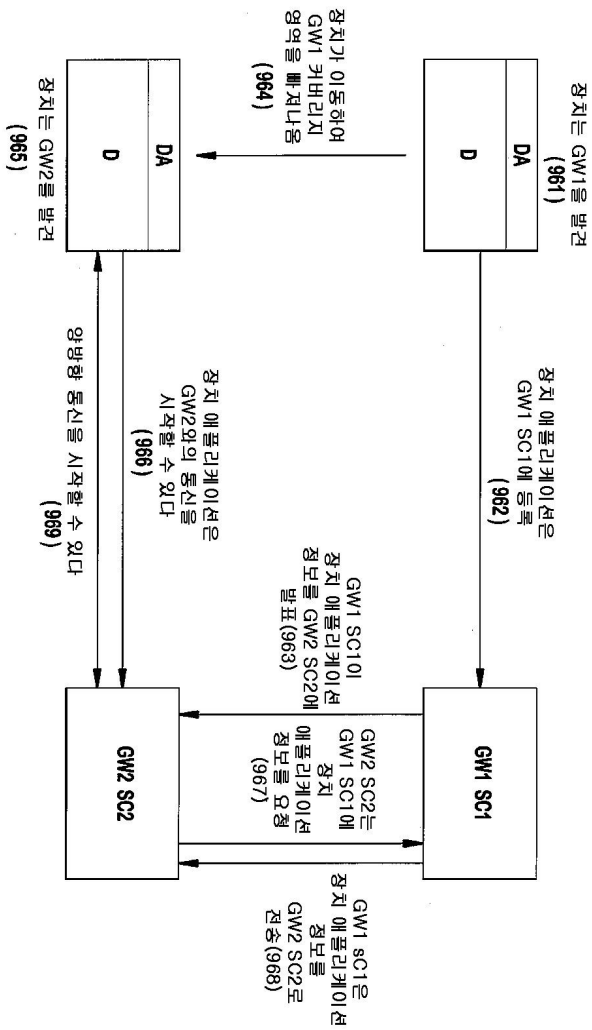 장치는 GW1을 발견
(961)
DA
D
장치 애플리케이션은
GW1 SC1에 등록
(962)
GW1 SC1
GW1 SC1이
장치 애플리케이션
정보를 GW2 SC2에
발표(963)
장치가 이동하여
GW1 커버리지
영역을 빠져나옴
(964)
DA
D
장치는 GW2를 발견
(965)
장치 애플리케이션은
GW2와의 통신을
시작할 수 있다
(966)
GW2 SC2는
GW1 SC1에
장치
애플리케이션
정보를 요청
(967)
GW1 sC1은
장치 애플리케이션
정보를
GW2 SC2로
전송(968)
양방향 통신을 시작할 수 있다
(969)
GW2 SC2